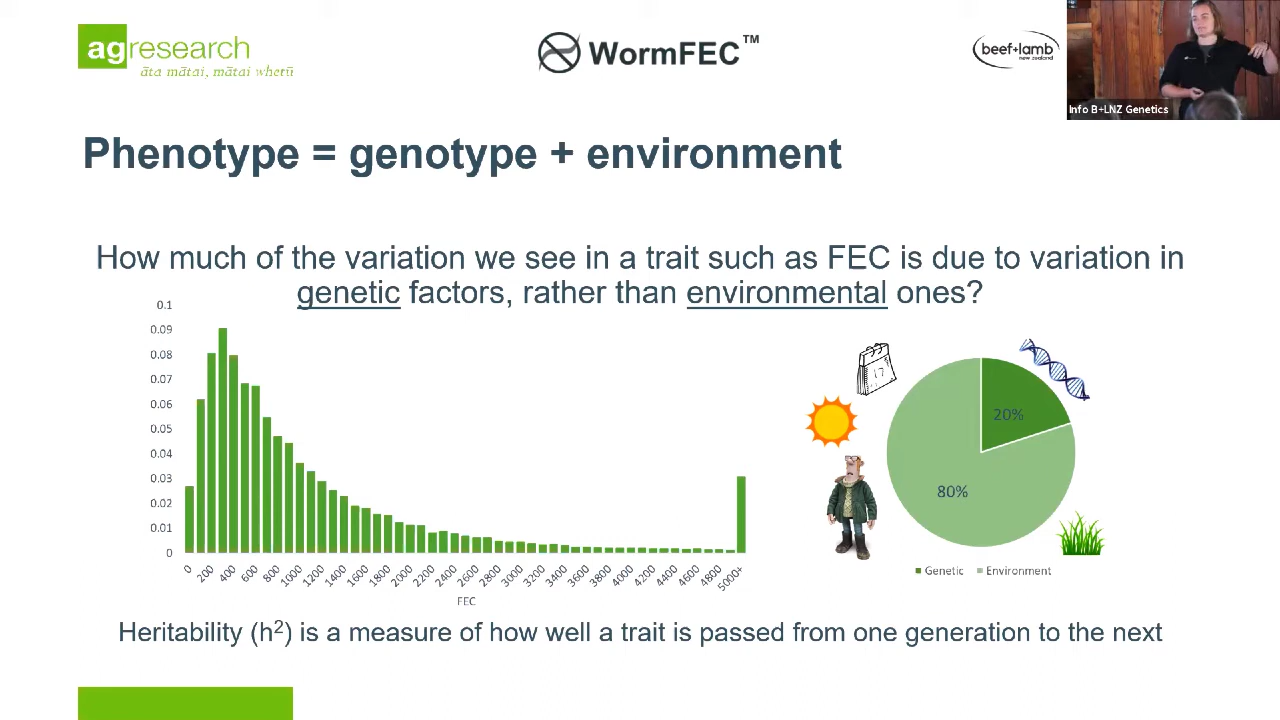 agresearch
āta mātai, mātai whetū
WormFEC™
beef+lamb
new zealand
Info B+LNZ Genetics
Phenotype = genotype + environment
How much of the variation we see in a trait such as FEC is due to variation in
genetic factors, rather than environmental ones?
0.1
0.09
0.08
0.07
0.06
0.05
0.04
0.03
0.02
0.01
0
0 200 400 600 800 1000 1200 1400 1600 1800 2000 2200 2400 2600 2800 3000 3200 3400 3600 3800 4000 4200 4400 4600 4800 5000+
FEC
17
20%
80%
Genetic Environment
Heritability (h²) is a measure of how well a trait is passed from one generation to the next